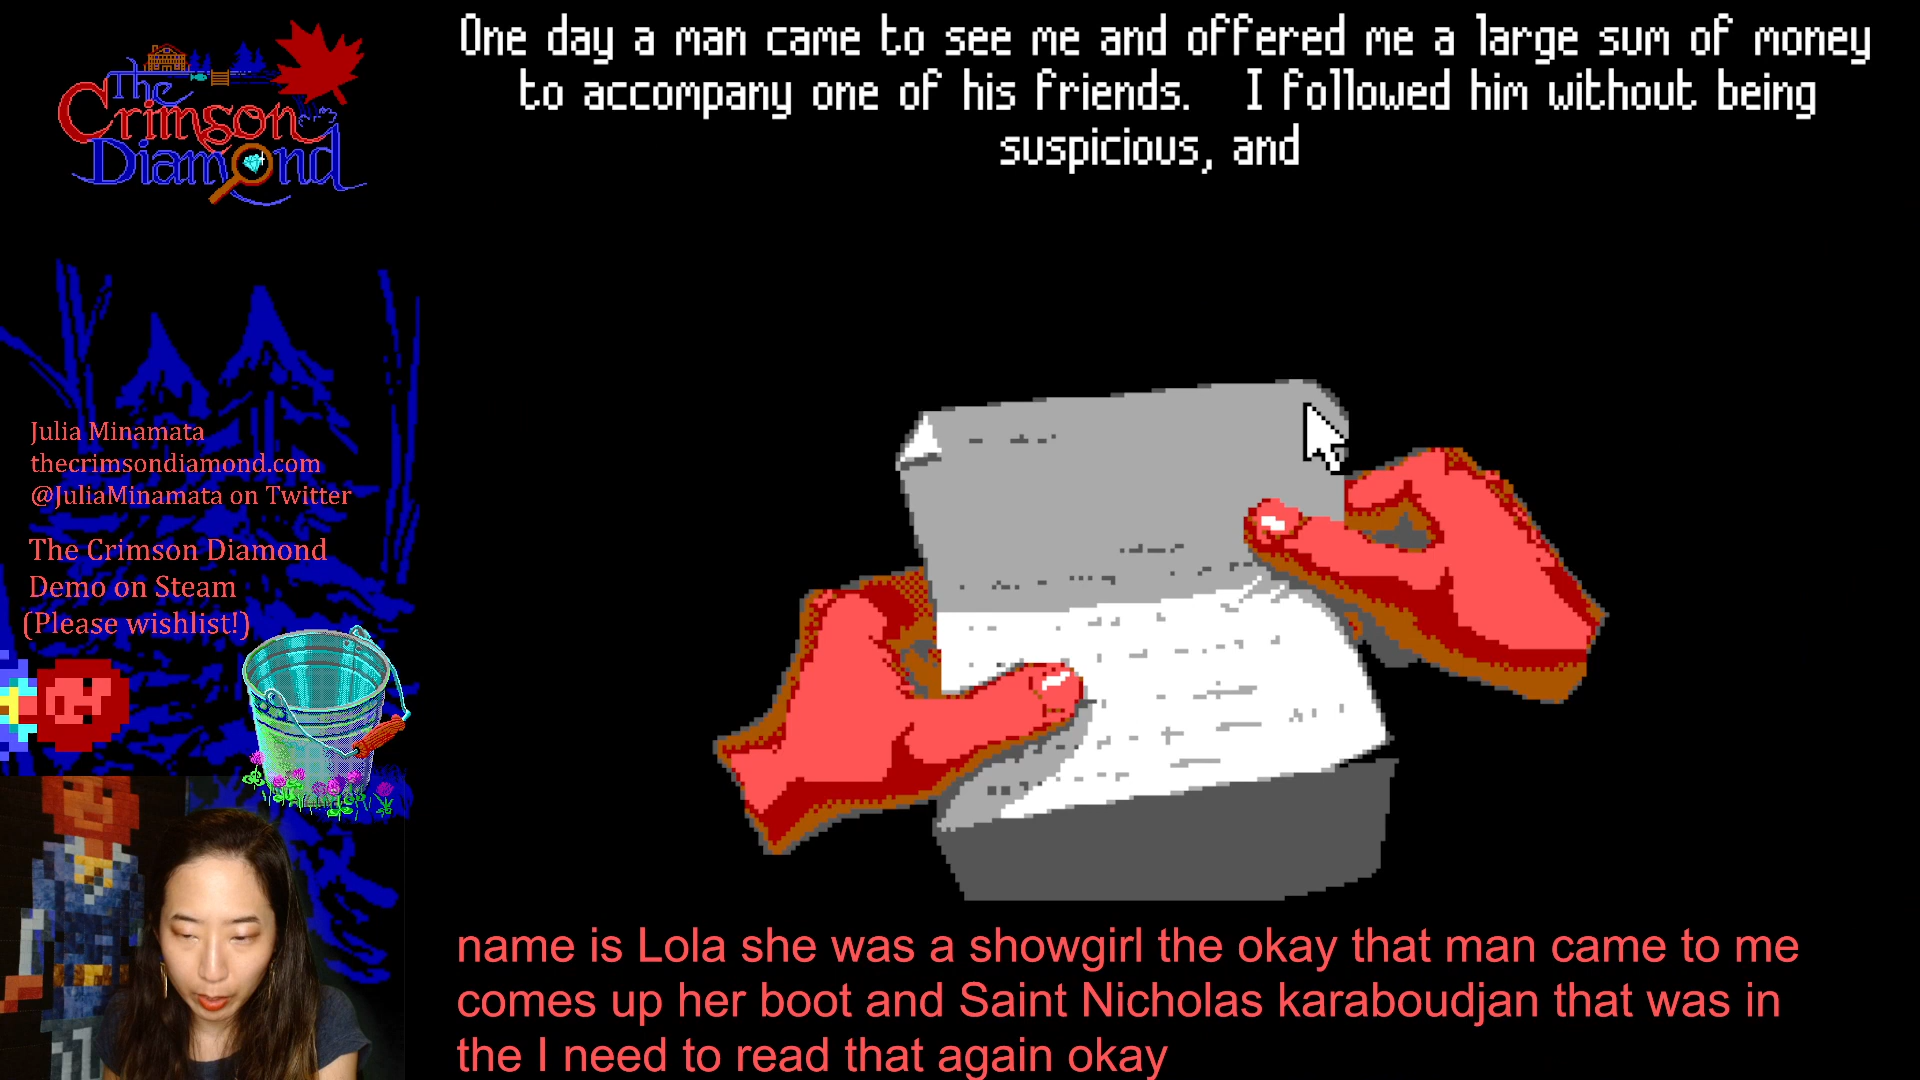 The
Crimson
Diamond
One day a man came to see me and offered me a large sum of money
to accompany one of his friends. I followed him without being
suspicious, and
Julia Minamata
thecrimsondiamond.com
@JuliaMinamata on Twitter
The Crimson Diamond
Demo on Steam
(Please wishlist!)
name is Lola she was a showgirl the okay that man came to me
comes up her boot and Saint Nicholas karaboudjan that was in
the I need to read that again okay